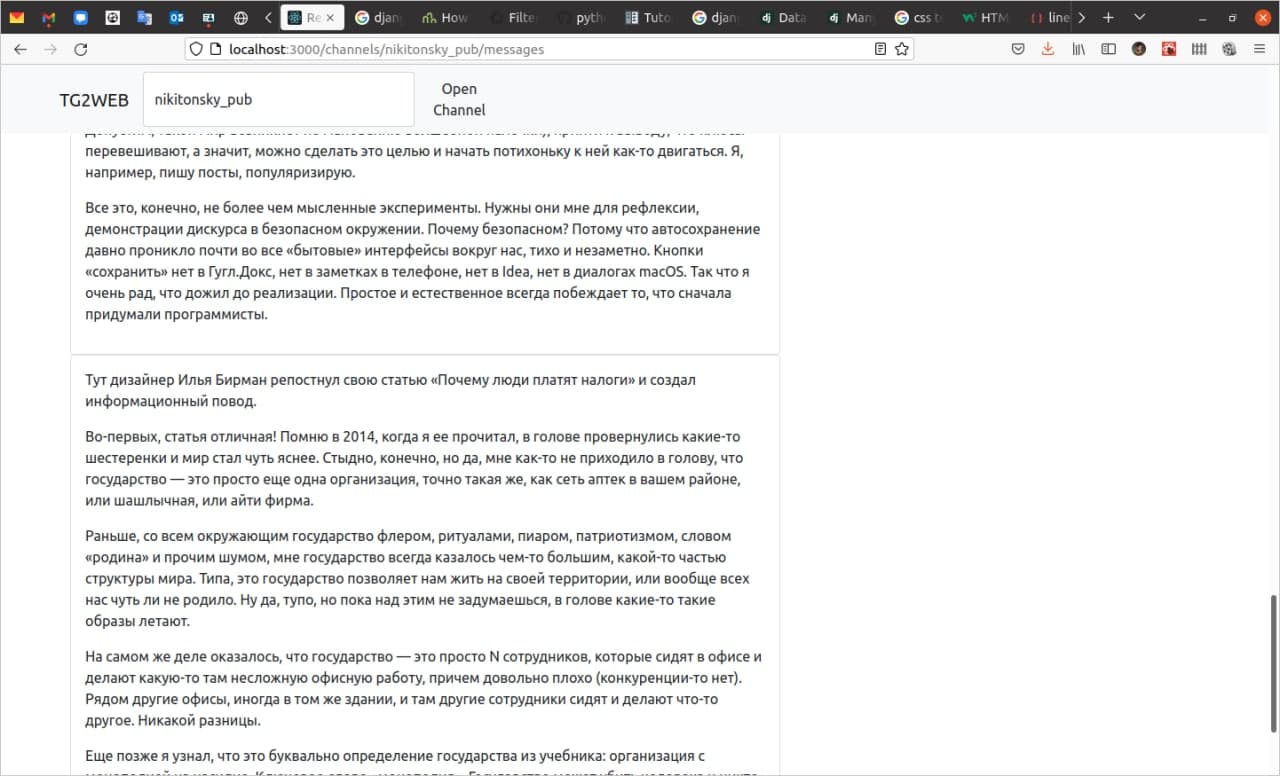 Re
djan
How
Filte
pyth
Tuto
djan
Data
Man
css t
HTM
line
localhost:3000/channels/nikitonsky_pub/messages
TG2WEB
nikitonsky_pub
Open
Channel
перевешивают, а значит, можно сделать это целью и начать потихоньку к ней как-то двигаться. Я,
например, пишу посты, популяризирую.
Все это, конечно, не более чем мысленные эксперименты. Нужны они мне для рефлексии,
демонстрации дискурса в безопасном окружении. Почему безопасном? Потому что автосохранение
давно проникло почти во все «бытовые» интерфейсы вокруг нас, тихо и незаметно. Кнопки
«сохранить» нет в Гугл.Докс, нет в заметках в телефоне, нет в Idea, нет в диалогах macOS. Так что я
очень рад, что дожил до реализации. Простое и естественное всегда побеждает то, что сначала
придумали программисты.
Тут дизайнер Илья Бирман репостнул свою статью «Почему люди платят налоги» и создал
информационный повод.
Во-первых, статья отличная! Помню в 2014, когда я ее прочитал, в голове провернулись какие-то
шестеренки и мир стал чуть яснее. Стыдно, конечно, но да, мне как-то не приходило в голову, что
государство — это просто еще одна организация, точно такая же, как сеть аптек в вашем районе,
или шашлычная, или айти фирма.
Раньше, со всем окружающим государство флером, ритуалами, пиаром, патриотизмом, словом
«родина» и прочим шумом, мне государство всегда казалось чем-то большим, какой-то частью
структуры мира. Типа, это государство позволяет нам жить на своей территории, или вообще всех
нас чуть ли не родило. Ну да, тупо, но пока над этим не задумаешься, в голове какие-то такие
образы летают.
На самом же деле оказалось, что государство — это просто N сотрудников, которые сидят в офисе и
делают какую-то там несложную офисную работу, причем довольно плохо (конкуренции-то нет).
Рядом другие офисы, иногда в том же здании, и там другие сотрудники сидят и делают что-то
другое. Никакой разницы.
Еще позже я узнал, что это буквально определение государства из учебника: организация с